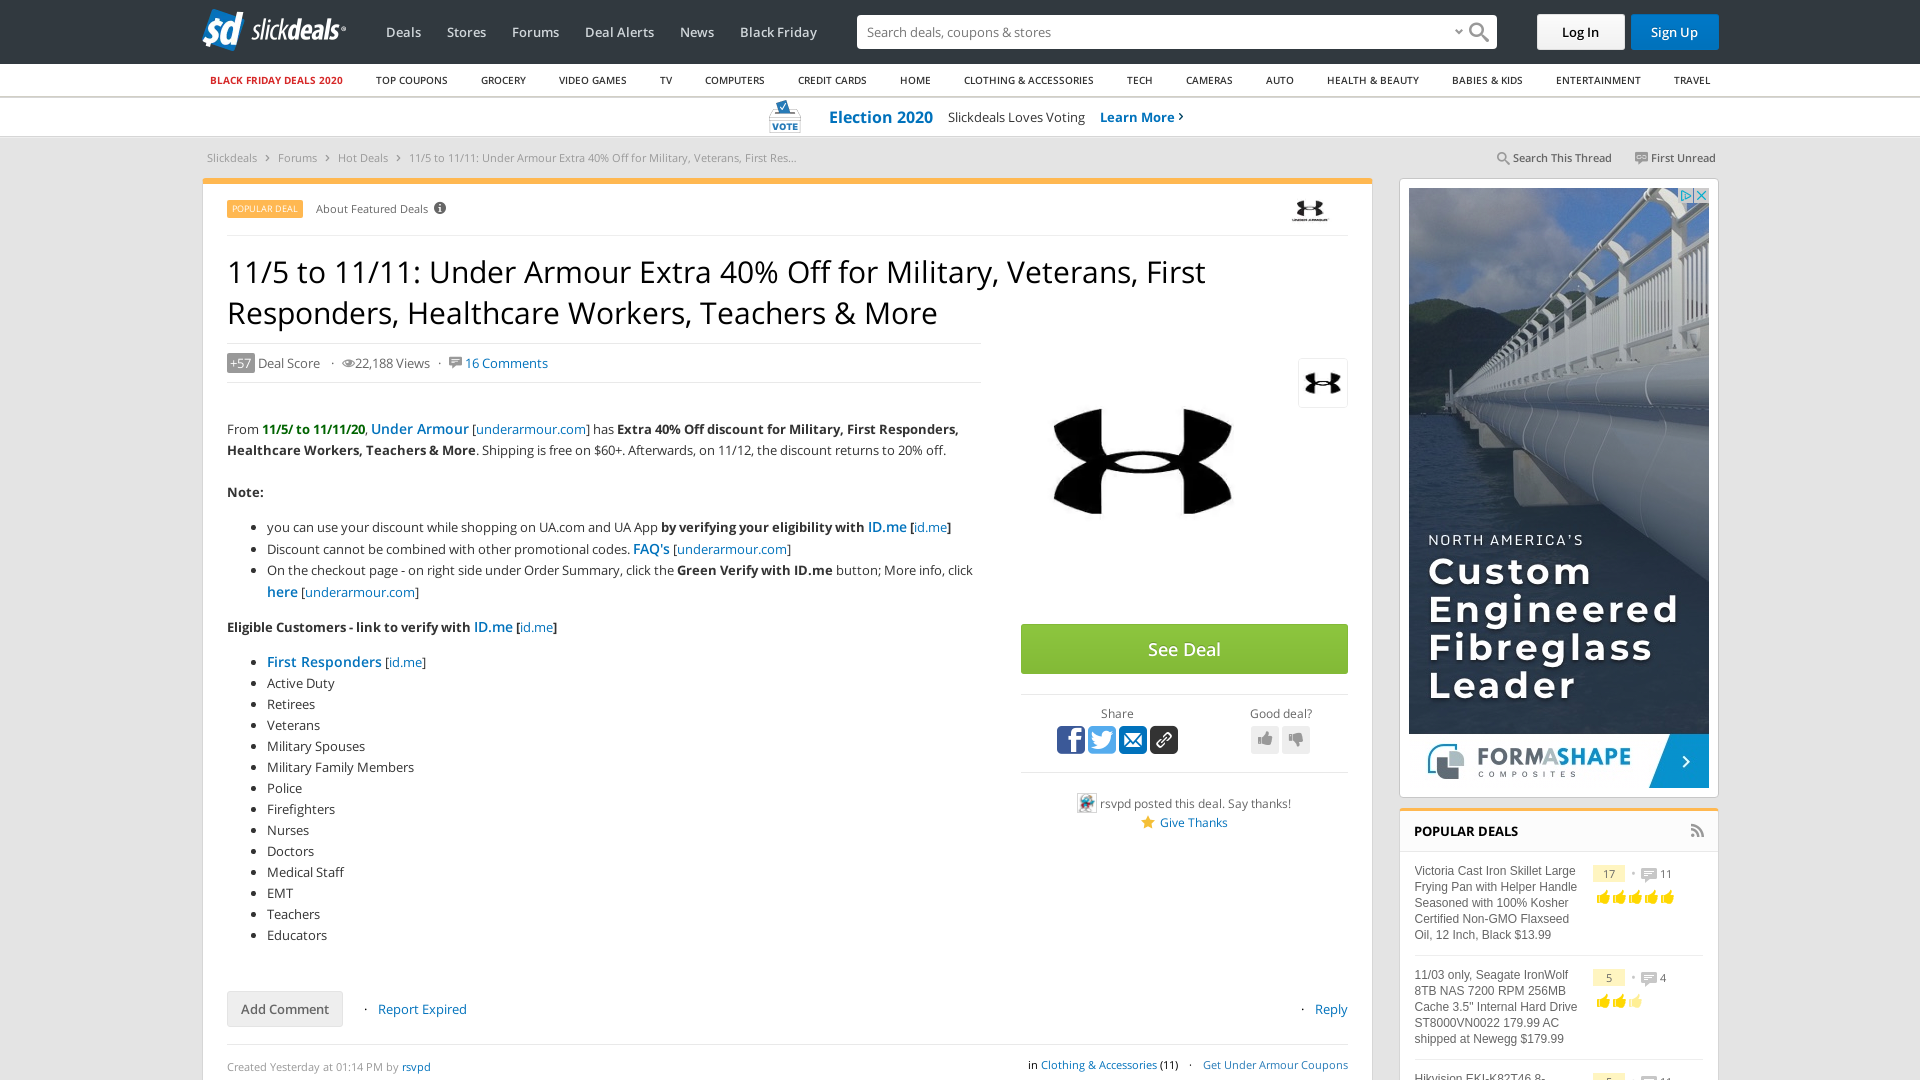 slickdeals
Deals
Stores
Forums
Deal Alerts
News
Black Friday
Search deals, coupons & stores
Log In
Sign Up
BLACK FRIDAY DEALS 2020
TOP COUPONS
GROCERY
VIDEO GAMES
TV
COMPUTERS
CREDIT CARDS
HOME
CLOTHING & ACCESSORIES
TECH
CAMERAS
AUTO
HEALTH & BEAUTY
BABIES & KIDS
ENTERTAINMENT
TRAVEL
VOTE
Election 2020 Slickdeals Loves Voting Learn More
Slickdeals › Forums › Hot Deals › 11/5 to 11/11: Under Armour Extra 40% Off for Military, Veterans, First Res...
Search This Thread
First Unread
POPULAR DEAL
About Featured Deals
UNDER ARMOUR
11/5 to 11/11: Under Armour Extra 40% Off for Military, Veterans, First
Responders, Healthcare Workers, Teachers & More
+57 Deal Score · 22,188 Views · 16 Comments
From 11/5/ to 11/11/20, Under Armour [underarmour.com] has Extra 40% Off discount for Military, First Responders,
Healthcare Workers, Teachers & More. Shipping is free on $60+. Afterwards, on 11/12, the discount returns to 20% off.
Note:
• you can use your discount while shopping on UA.com and UA App by verifying your eligibility with ID.me [id.me]
• Discount cannot be combined with other promotional codes. FAQ's [underarmour.com]
• On the checkout page - on right side under Order Summary, click the Green Verify with ID.me button; More info, click
here [underarmour.com]
Eligible Customers - link to verify with ID.me [id.me]
• First Responders [id.me]
• Active Duty
• Retirees
• Veterans
• Military Spouses
• Military Family Members
• Police
• Firefighters
• Nurses
• Doctors
• Medical Staff
• EMT
• Teachers
• Educators
See Deal
Share
Good deal?
rsvpd posted this deal. Say thanks!
Give Thanks
Add Comment
· Report Expired
· Reply
Created Yesterday at 01:14 PM by rsvpd
in Clothing & Accessories (11) · Get Under Armour Coupons
NORTH AMERICA'S
Custom
Engineered
Fibreglass
Leader
FORMASHAPE
COMPOSITES
POPULAR DEALS
Victoria Cast Iron Skillet Large
Frying Pan with Helper Handle
Seasoned with 100% Kosher
Certified Non-GMO Flaxseed
Oil, 12 Inch, Black $13.99
17 • 11
11/03 only, Seagate IronWolf
8TB NAS 7200 RPM 256MB
Cache 3.5" Internal Hard Drive
ST8000VN0022 179.99 AC
shipped at Newegg $179.99
5 • 4
Hikvision EKI-K82T46 8-
5 • 11